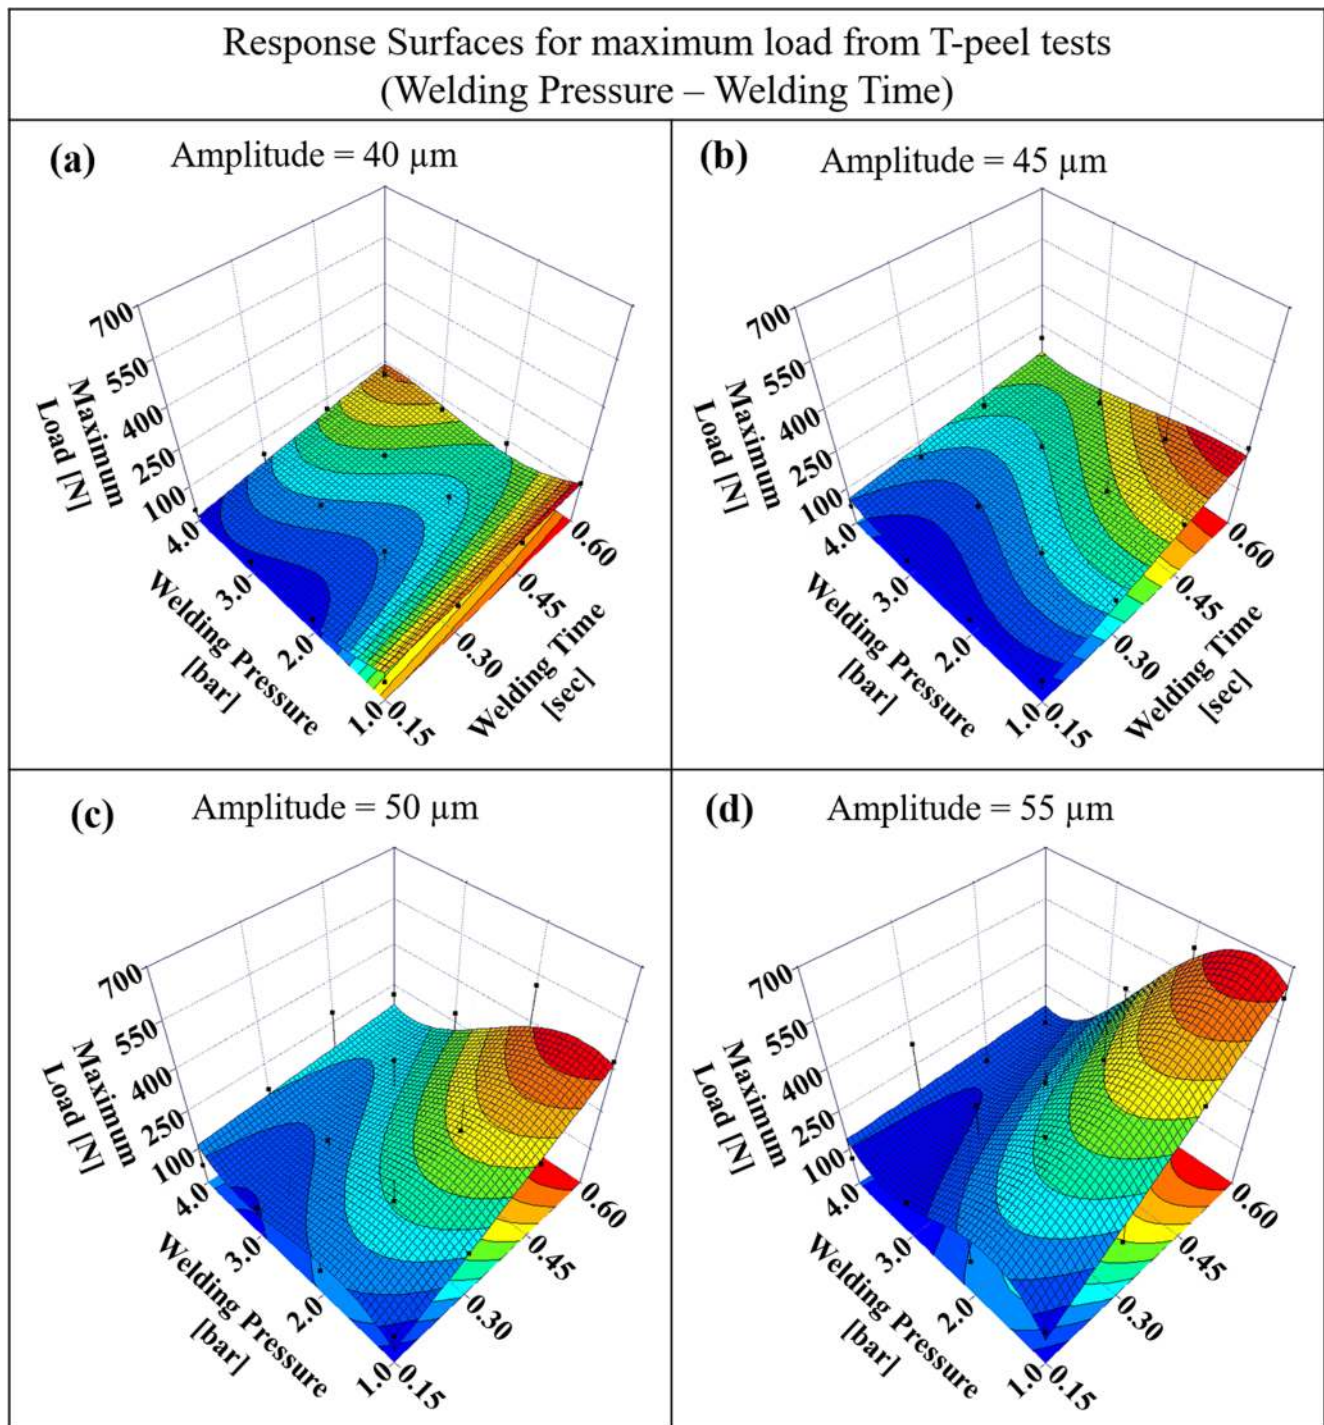 Response Surfaces for maximum load from T-peel tests
(Welding Pressure – Welding Time)
(a) Amplitude = 40 µm
700
550
400
250
100
Maximum
Load [N]
4.0
3.0
2.0
1.0
Welding Pressure
[bar]
0.15
0.30
0.45
0.60
Welding Time
[sec]
(b) Amplitude = 45 µm
700
550
400
250
100
Maximum
Load [N]
4.0
3.0
2.0
1.0
Welding Pressure
[bar]
0.15
0.30
0.45
0.60
Welding Time
[sec]
(c) Amplitude = 50 µm
700
550
400
250
100
Maximum
Load [N]
4.0
3.0
2.0
1.0
Welding Pressure
[bar]
0.15
0.30
0.45
0.60
(d) Amplitude = 55 µm
700
550
400
250
100
Maximum
Load [N]
4.0
3.0
2.0
1.0
Welding Pressure
[bar]
0.15
0.30
0.45
0.60